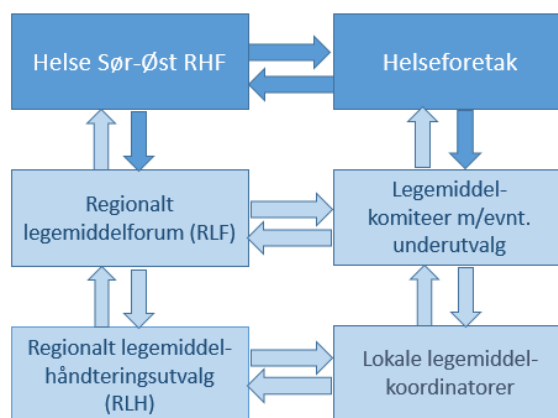 Helse Sør-Øst RHF
Helseforetak
Regionalt
legemiddelforum (RLF)
Legemiddel-
komiteer m/evnt.
underutvalg
Regionalt legemiddel-
håndteringsutvalg
(RLH)
Lokale legemiddel-
koordinatorer